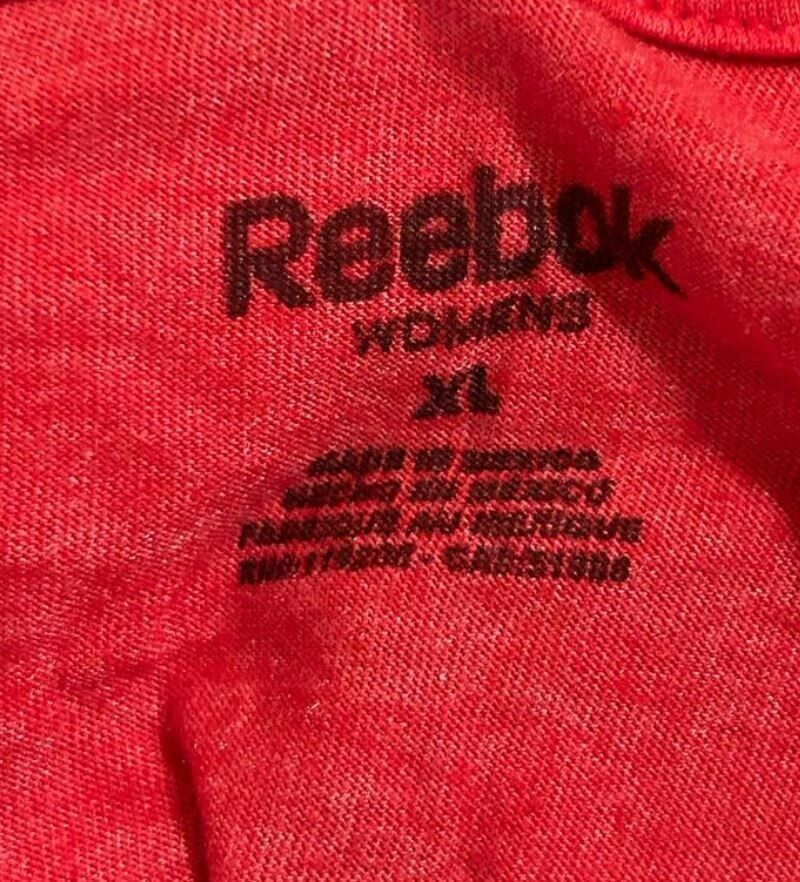 Reebok
WOMENS
XL
MADE IN MEXICO
HECHO EN MEXICO
FABRIQUE AU MEXIQUE